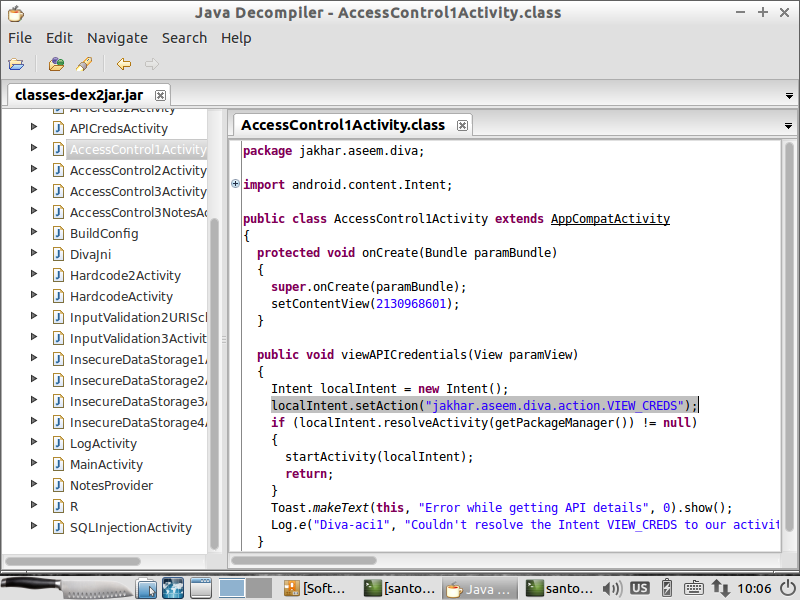 Java Decompiler - AccessControl1Activity.class
File Edit Navigate Search Help
classes-dex2jar.jar
APICreds2Activity
APICredsActivity
AccessControl1Activity
AccessControl2Activity
AccessControl3Activity
AccessControl3NotesAc
BuildConfig
DivaJni
Hardcode2Activity
HardcodeActivity
InputValidation2URISch
InputValidation3Activit
InsecureDataStorage1A
InsecureDataStorage2A
InsecureDataStorage3A
InsecureDataStorage4A
LogActivity
MainActivity
NotesProvider
R
SQLInjectionActivity
AccessControl1Activity.class
package jakhar.aseem.diva;
import android.content.Intent;
public class AccessControl1Activity extends AppCompatActivity
{
protected void onCreate(Bundle paramBundle)
{
super.onCreate(paramBundle);
setContentView(2130968601);
}
public void viewAPICredentials(View paramView)
{
Intent localIntent = new Intent();
localIntent.setAction("jakhar.aseem.diva.action.VIEW_CREDS");
if (localIntent.resolveActivity(getPackageManager()) != null)
{
startActivity(localIntent);
return;
}
Toast.makeText(this, "Error while getting API details", 0).show();
Log.e("Diva-aci1", "Couldn't resolve the Intent VIEW_CREDS to our activit
}
[Soft... [santo... Java ... santo... US 10:06